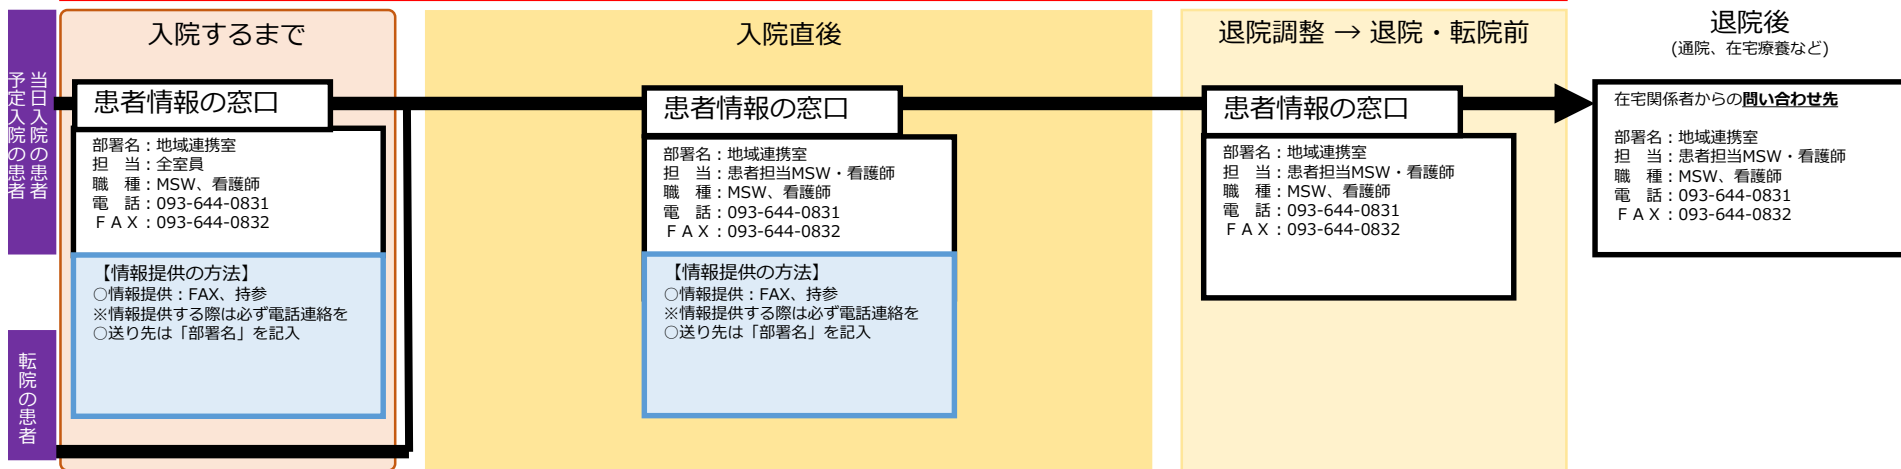 当日入院の患者
予定入院の患者
転院の患者
入院するまで
患者情報の窓口
部署名：地域連携室
担　当：全室員
職　種：MSW、看護師
電　話：093-644-0831
ＦＡＸ：093-644-0832
【情報提供の方法】
○情報提供：FAX、持参
※情報提供する際は必ず電話連絡を
○送り先は「部署名」を記入
入院直後
患者情報の窓口
部署名：地域連携室
担　当：患者担当MSW・看護師
職　種：MSW、看護師
電　話：093-644-0831
ＦＡＸ：093-644-0832
【情報提供の方法】
○情報提供：FAX、持参
※情報提供する際は必ず電話連絡を
○送り先は「部署名」を記入
退院調整 → 退院・転院前
患者情報の窓口
部署名：地域連携室
担　当：患者担当MSW・看護師
職　種：MSW、看護師
電　話：093-644-0831
ＦＡＸ：093-644-0832
退院後
(通院、在宅療養など)
在宅関係者からの問い合わせ先
部署名：地域連携室
担　当：患者担当MSW・看護師
職　種：MSW、看護師
電　話：093-644-0831
ＦＡＸ：093-644-0832